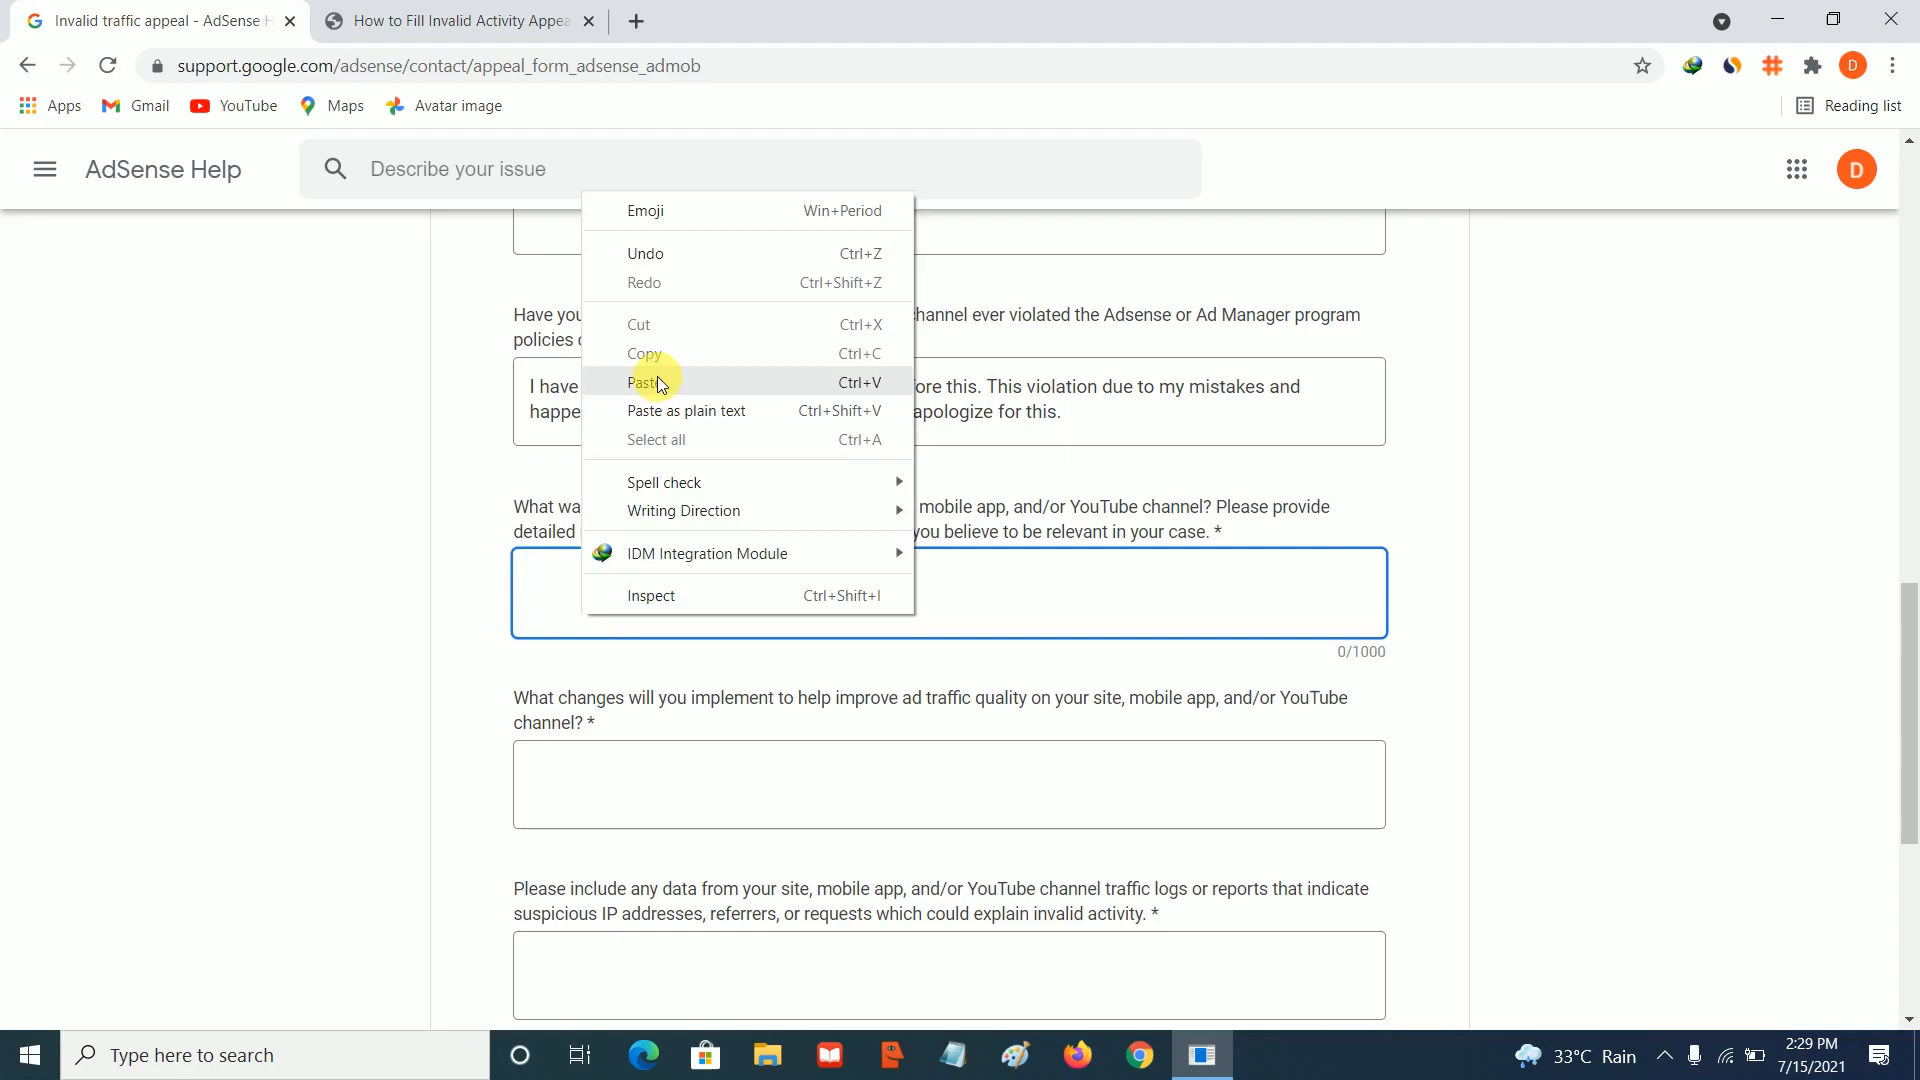 Invalid traffic appeal - AdSense H
How to Fill Invalid Activity Appea
support.google.com/adsense/contact/appeal_form_adsense_admob
D
Apps
Gmail
YouTube
Maps
Avatar image
Reading list
AdSense Help
Describe your issue
D
Emoji Win+Period
Undo Ctrl+Z
Redo Ctrl+Shift+Z
Cut Ctrl+X
Copy Ctrl+C
Paste Ctrl+V
Paste as plain text Ctrl+Shift+V
Select all Ctrl+A
Spell check
Writing Direction
IDM Integration Module
Inspect Ctrl+Shift+I
Have you channel ever violated the Adsense or Ad Manager program
policies
I have ore this. This violation due to my mistakes and
happe apologize for this.
What wa mobile app, and/or YouTube channel? Please provide
detailed you believe to be relevant in your case. *
0/1000
What changes will you implement to help improve ad traffic quality on your site, mobile app, and/or YouTube
channel? *
Please include any data from your site, mobile app, and/or YouTube channel traffic logs or reports that indicate
suspicious IP addresses, referrers, or requests which could explain invalid activity. *
Type here to search
33°C Rain
2:29 PM
7/15/2021